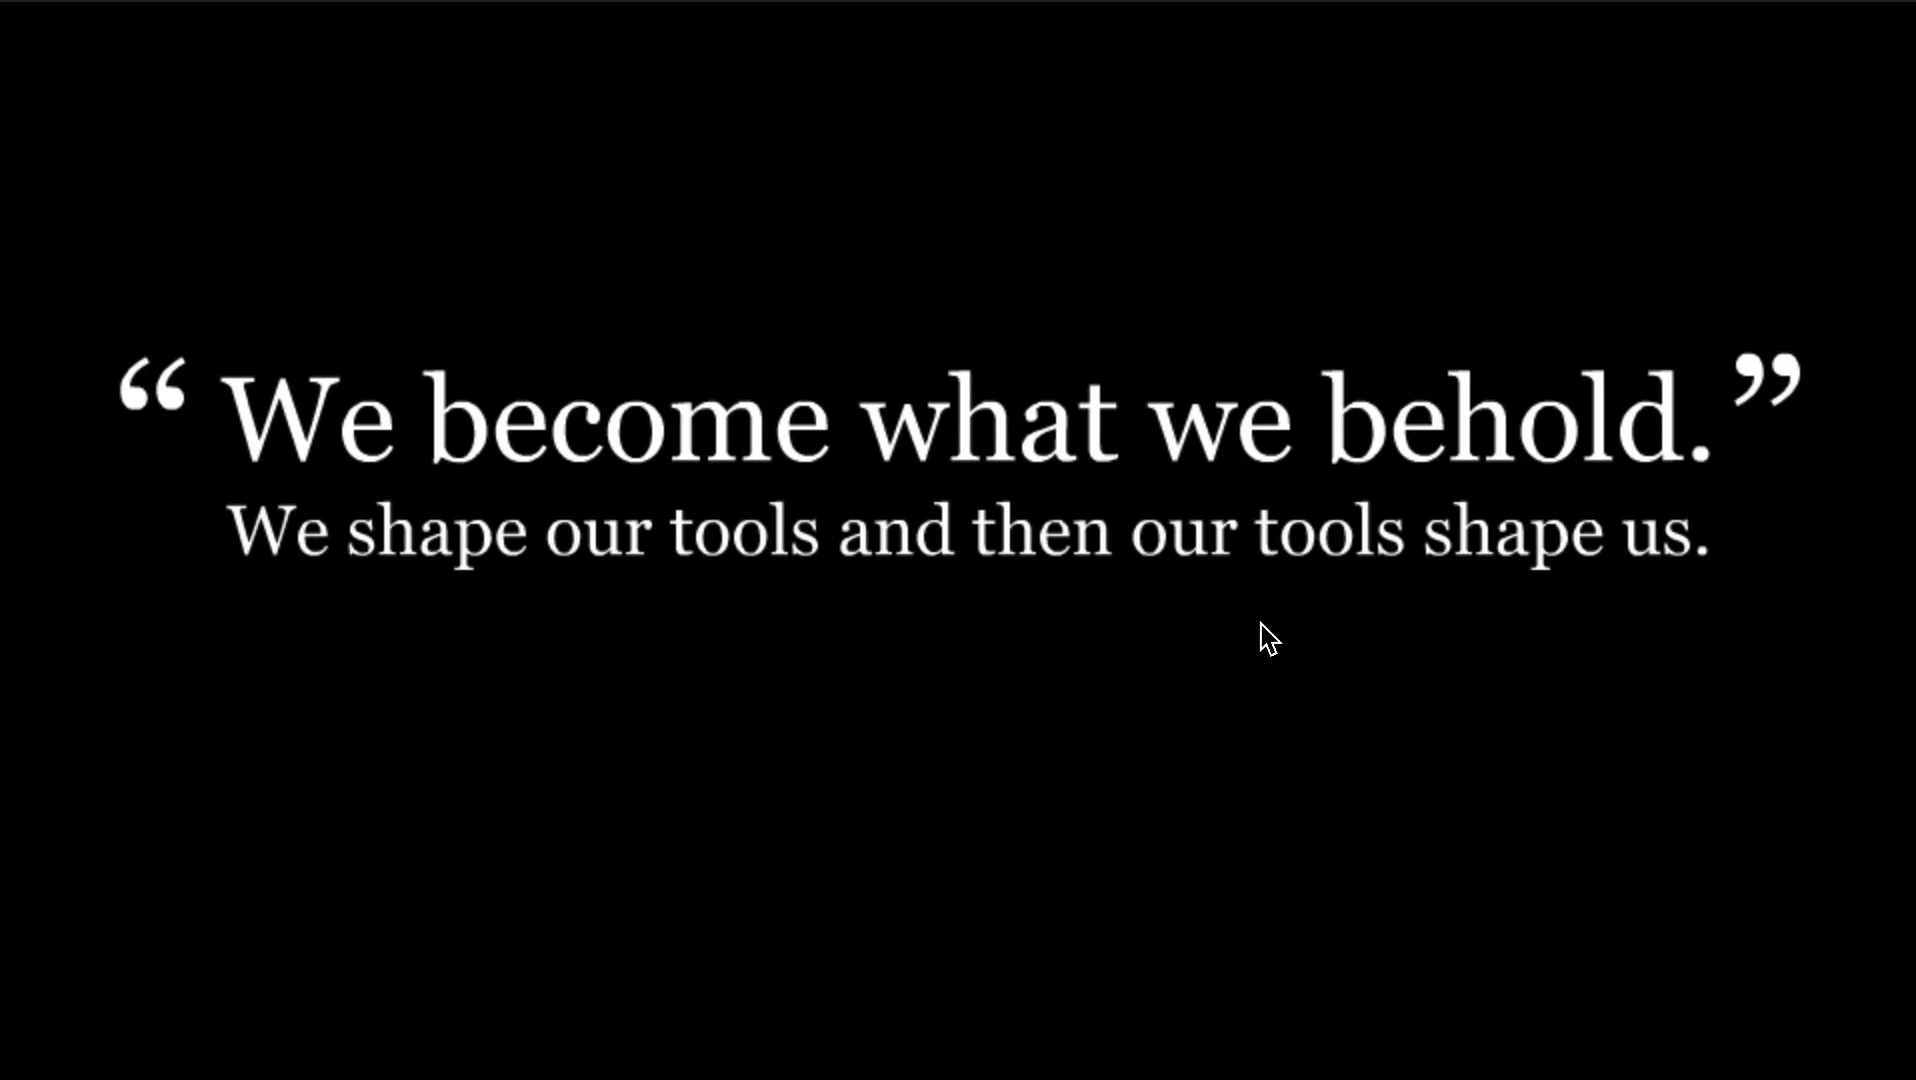 “We become what we behold.”
We shape our tools and then our tools shape us.